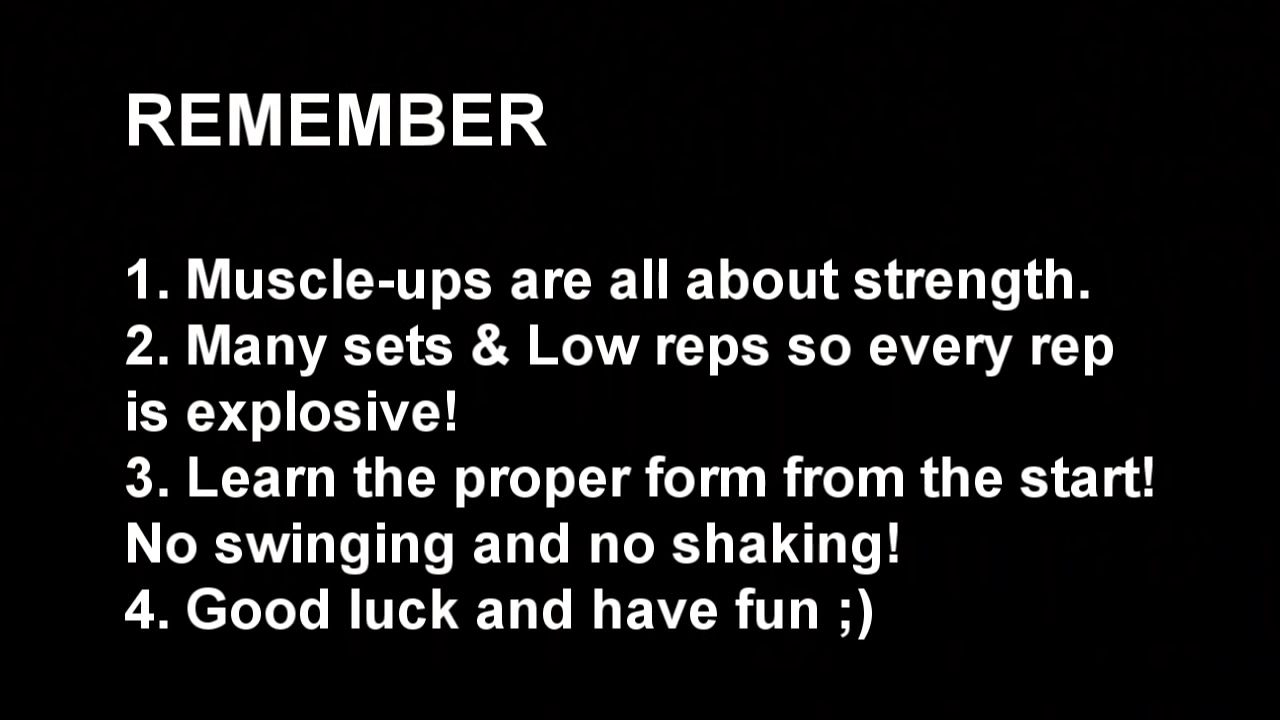 REMEMBER
1. Muscle-ups are all about strength.
2. Many sets & Low reps so every rep
is explosive!
3. Learn the proper form from the start!
No swinging and no shaking!
4. Good luck and have fun ;)